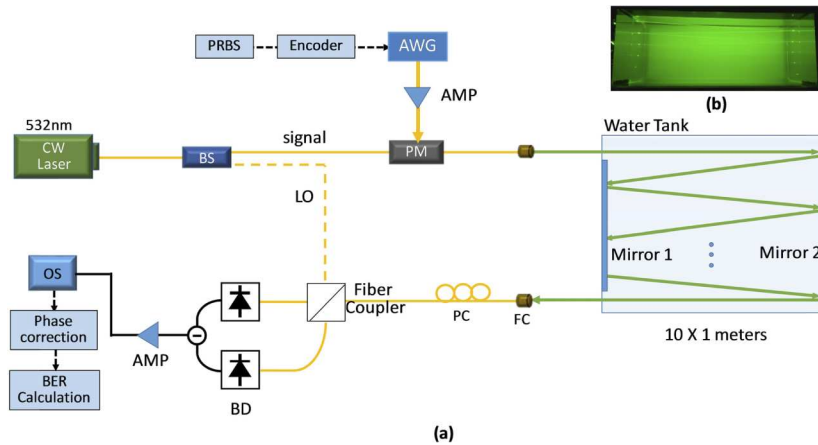 PRBS
Encoder
AWG
AMP
(b)
532nm
CW
Laser
BS
signal
PM
Water Tank
LO
Mirror 1
Mirror 2
OS
Fiber
Coupler
PC
FC
Phase
correction
AMP
10 X 1 meters
BER
Calculation
BD
(a)